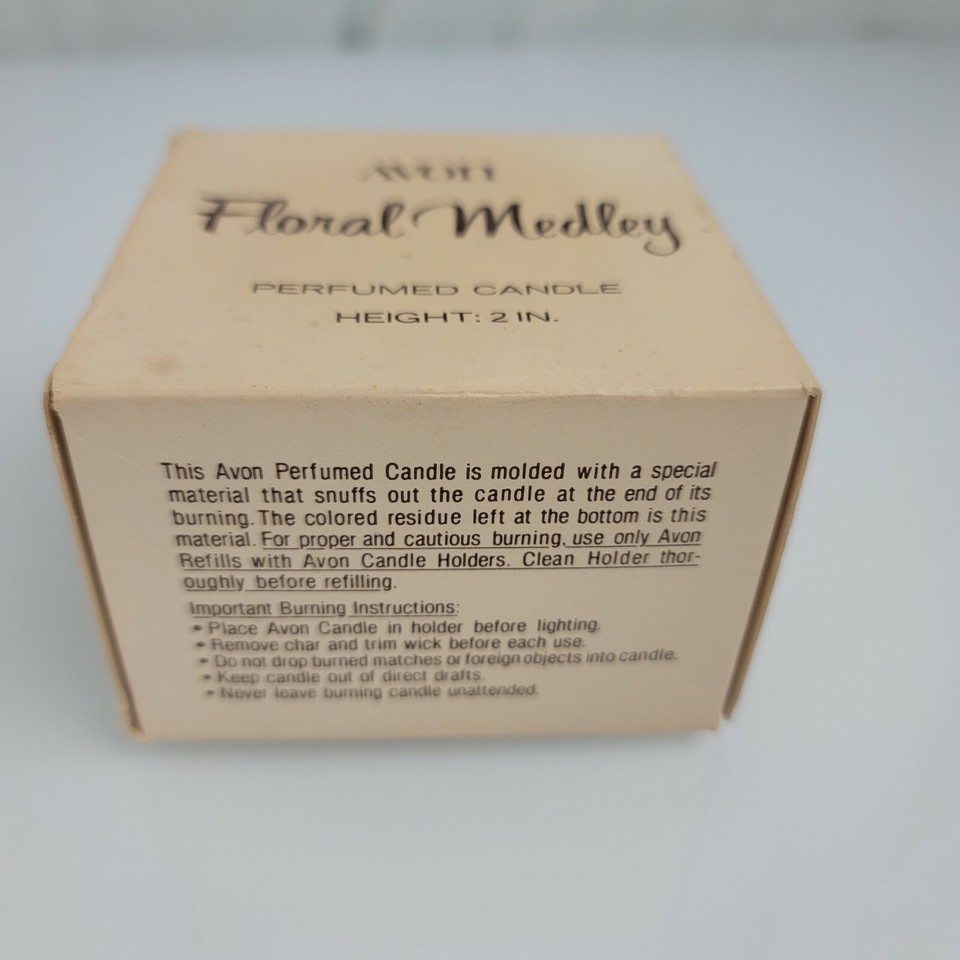 AVON
Floral Medley
PERFUMED CANDLE
HEIGHT: 2 IN.
This Avon Perfumed Candle is molded with a special
material that snuffs out the candle at the end of its
burning. The colored residue left at the bottom is this
material. For proper and cautious burning, use only Avon
Refills with Avon Candle Holders. Clean Holder thor-
oughly before refilling.
Important Burning Instructions:
• Place Avon Candle in holder before lighting.
• Remove char and trim wick before each use.
• Do not drop burned matches or foreign objects into candle.
• Keep candle out of direct drafts.
• Never leave burning candle unattended.